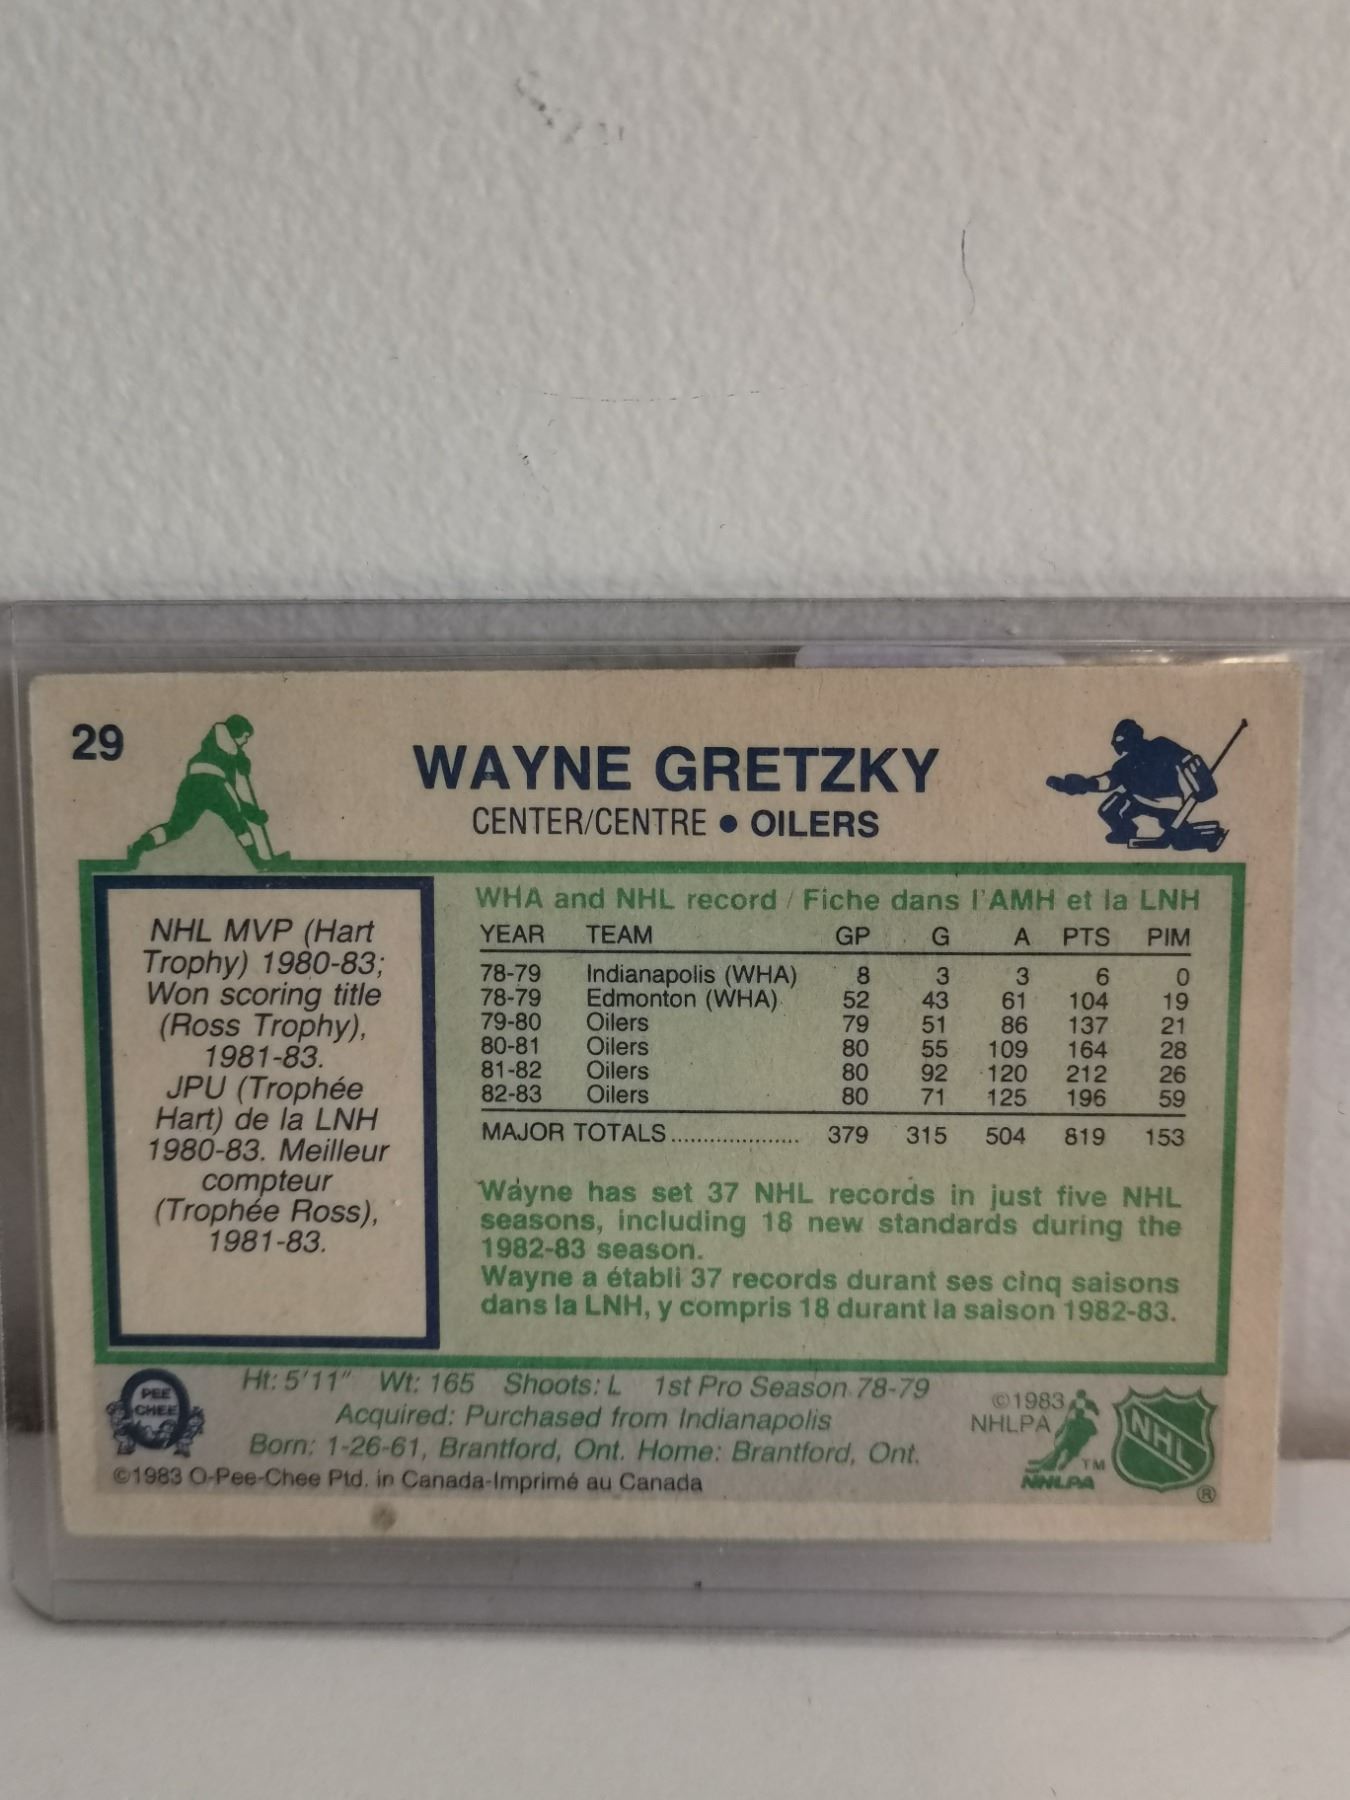 29
WAYNE GRETZKY
CENTER/CENTRE • OILERS
NHL MVP (Hart
Trophy) 1980-83;
Won scoring title
(Ross Trophy),
1981-83.
JPU (Trophée
Hart) de la LNH
1980-83. Meilleur
compteur
(Trophée Ross),
1981-83.
WHA and NHL record / Fiche dans l'AMH et la LNH
YEAR TEAM GP G A PTS PIM
78-79 Indianapolis (WHA) 8 3 3 6 0
78-79 Edmonton (WHA) 52 43 61 104 19
79-80 Oilers 79 51 86 137 21
80-81 Oilers 80 55 109 164 28
81-82 Oilers 80 92 120 212 26
82-83 Oilers 80 71 125 196 59
MAJOR TOTALS..................... 379 315 504 819 153
Wayne has set 37 NHL records in just five NHL
seasons, including 18 new standards during the
1982-83 season.
Wayne a établi 37 records durant ses cinq saisons
dans la LNH, y compris 18 durant la saison 1982-83.
PEE
CHEE
Ht: 5'11" Wt: 165 Shoots: L 1st Pro Season 78-79
Acquired: Purchased from Indianapolis
Born: 1-26-61, Brantford, Ont. Home: Brantford, Ont.
©1983 O-Pee-Chee Ptd. in Canada-Imprimé au Canada
©1983
NHLPA
TM
NHLPA
NHL
®